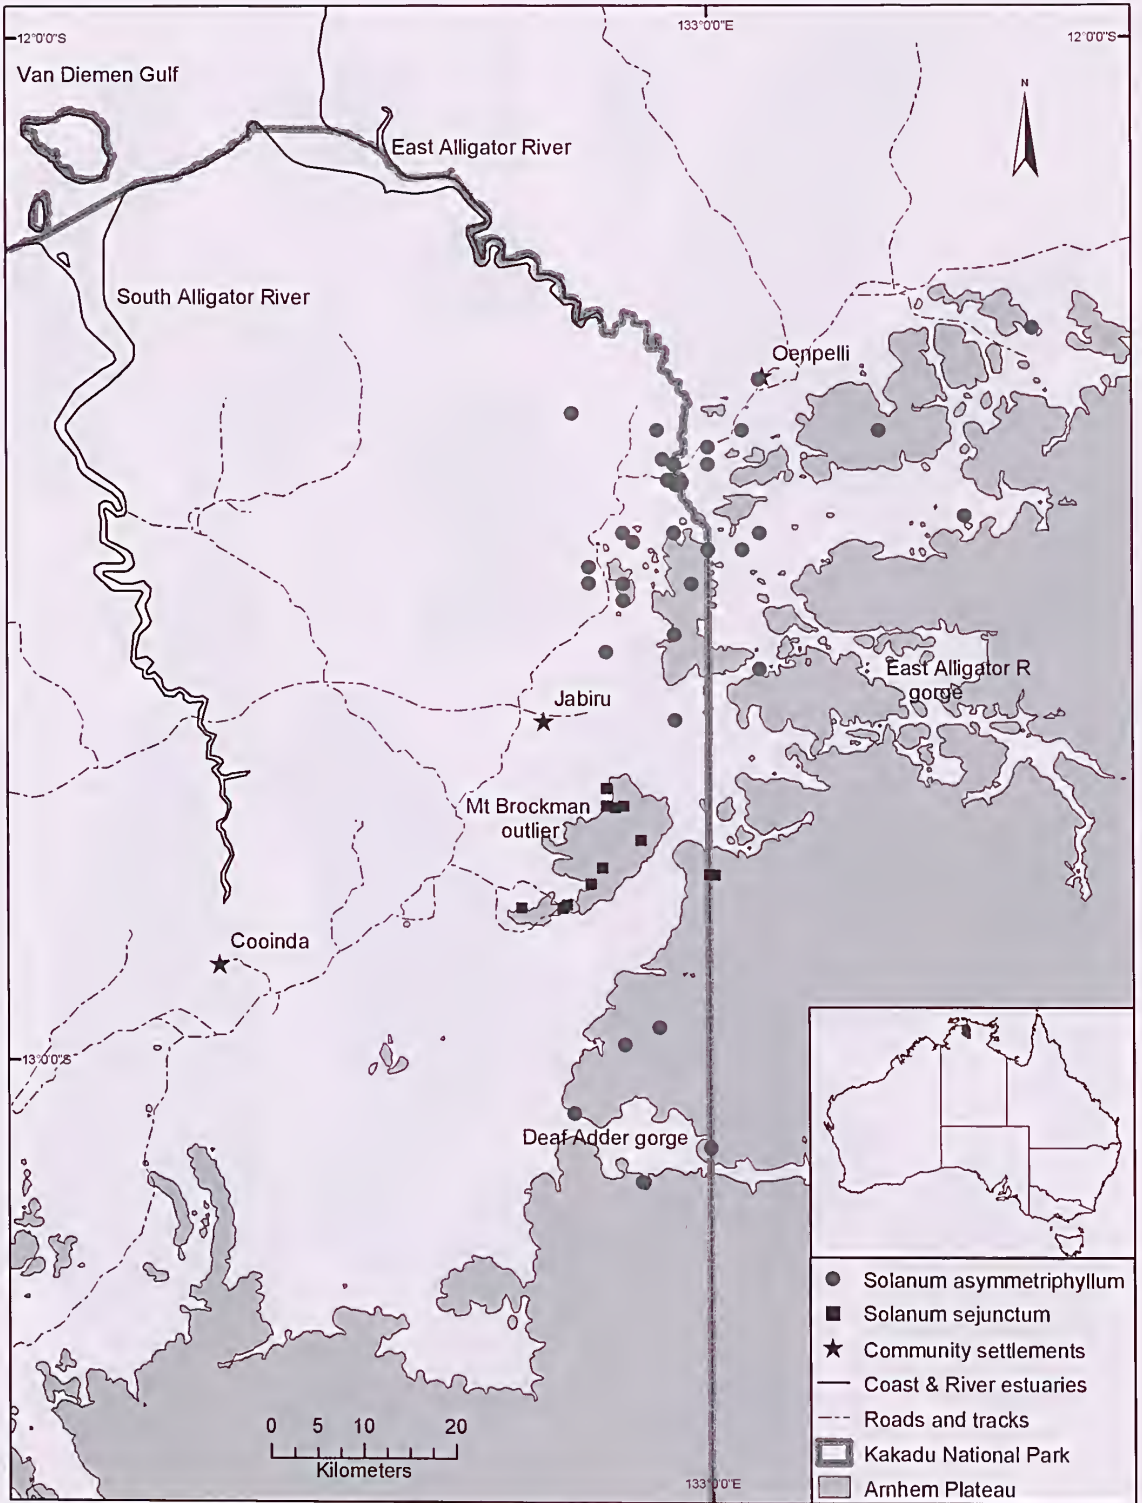 133°0'0"E
12°0'0"S
12°0'0"S
Van Diemen Gulf
N
East Alligator River
South Alligator River
Oenpelli
East Alligator R
gorge
Jabiru
Mt Brockman
outlier
Cooinda
13°0'0"S
Deaf Adder gorge
Solanum asymmetriphyllum
Solanum sejunctum
Community settlements
Coast & River estuaries
Roads and tracks
Kakadu National Park
Arnhem Plateau
0 5 10 20
Kilometers
133°0'0"E